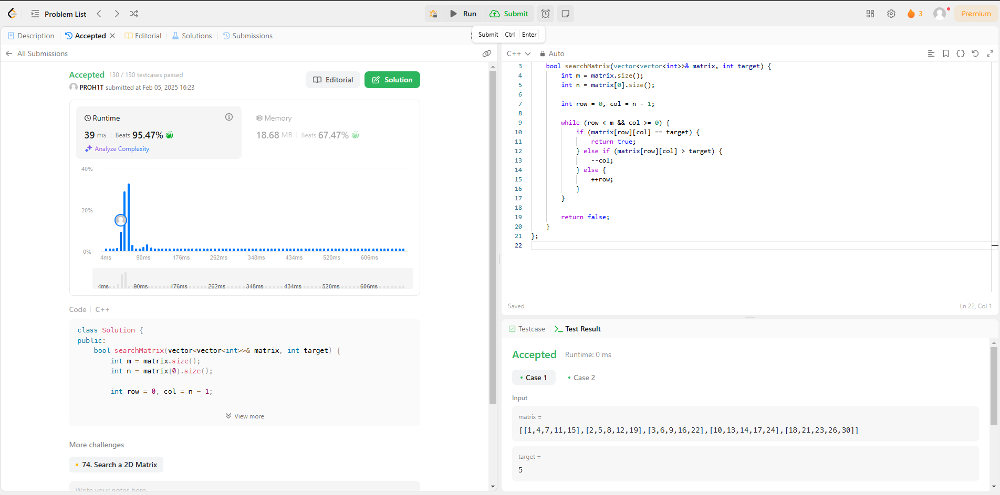 Problem List
Run
Submit
3
Premium
Description
Accepted
Editorial
Solutions
Submissions
Submit Ctrl Enter
All Submissions
Accepted 130 / 130 testcases passed
PROH1T submitted at Feb 05, 2025 16:23
Editorial
Solution
Runtime
39 ms | Beats 95.47%
Analyze Complexity
Memory
18.68 MB | Beats 67.47%
40%
20%
0%
4ms 90ms 176ms 262ms 348ms 434ms 520ms 606ms
4ms 90ms 176ms 262ms 348ms 434ms 520ms 606ms
Code | C++
class Solution {
public:
    bool searchMatrix(vector<vector<int>>& matrix, int target) {
        int m = matrix.size();
        int n = matrix[0].size();
        int row = 0, col = n - 1;
View more
More challenges
74. Search a 2D Matrix
Write your notes here
C++
Auto
3     bool searchMatrix(vector<vector<int>>& matrix, int target) {
4         int m = matrix.size();
5         int n = matrix[0].size();
6
7         int row = 0, col = n - 1;
8
9         while (row < m && col >= 0) {
10             if (matrix[row][col] == target) {
11                 return true;
12             } else if (matrix[row][col] > target) {
13                 --col;
14             } else {
15                 ++row;
16             }
17         }
18
19         return false;
20     }
21 };
22
Saved
Ln 22, Col 1
Testcase
Test Result
Accepted Runtime: 0 ms
Case 1
Case 2
Input
matrix =
[[1,4,7,11,15],[2,5,8,12,19],[3,6,9,16,22],[10,13,14,17,24],[18,21,23,26,30]]
target =
5